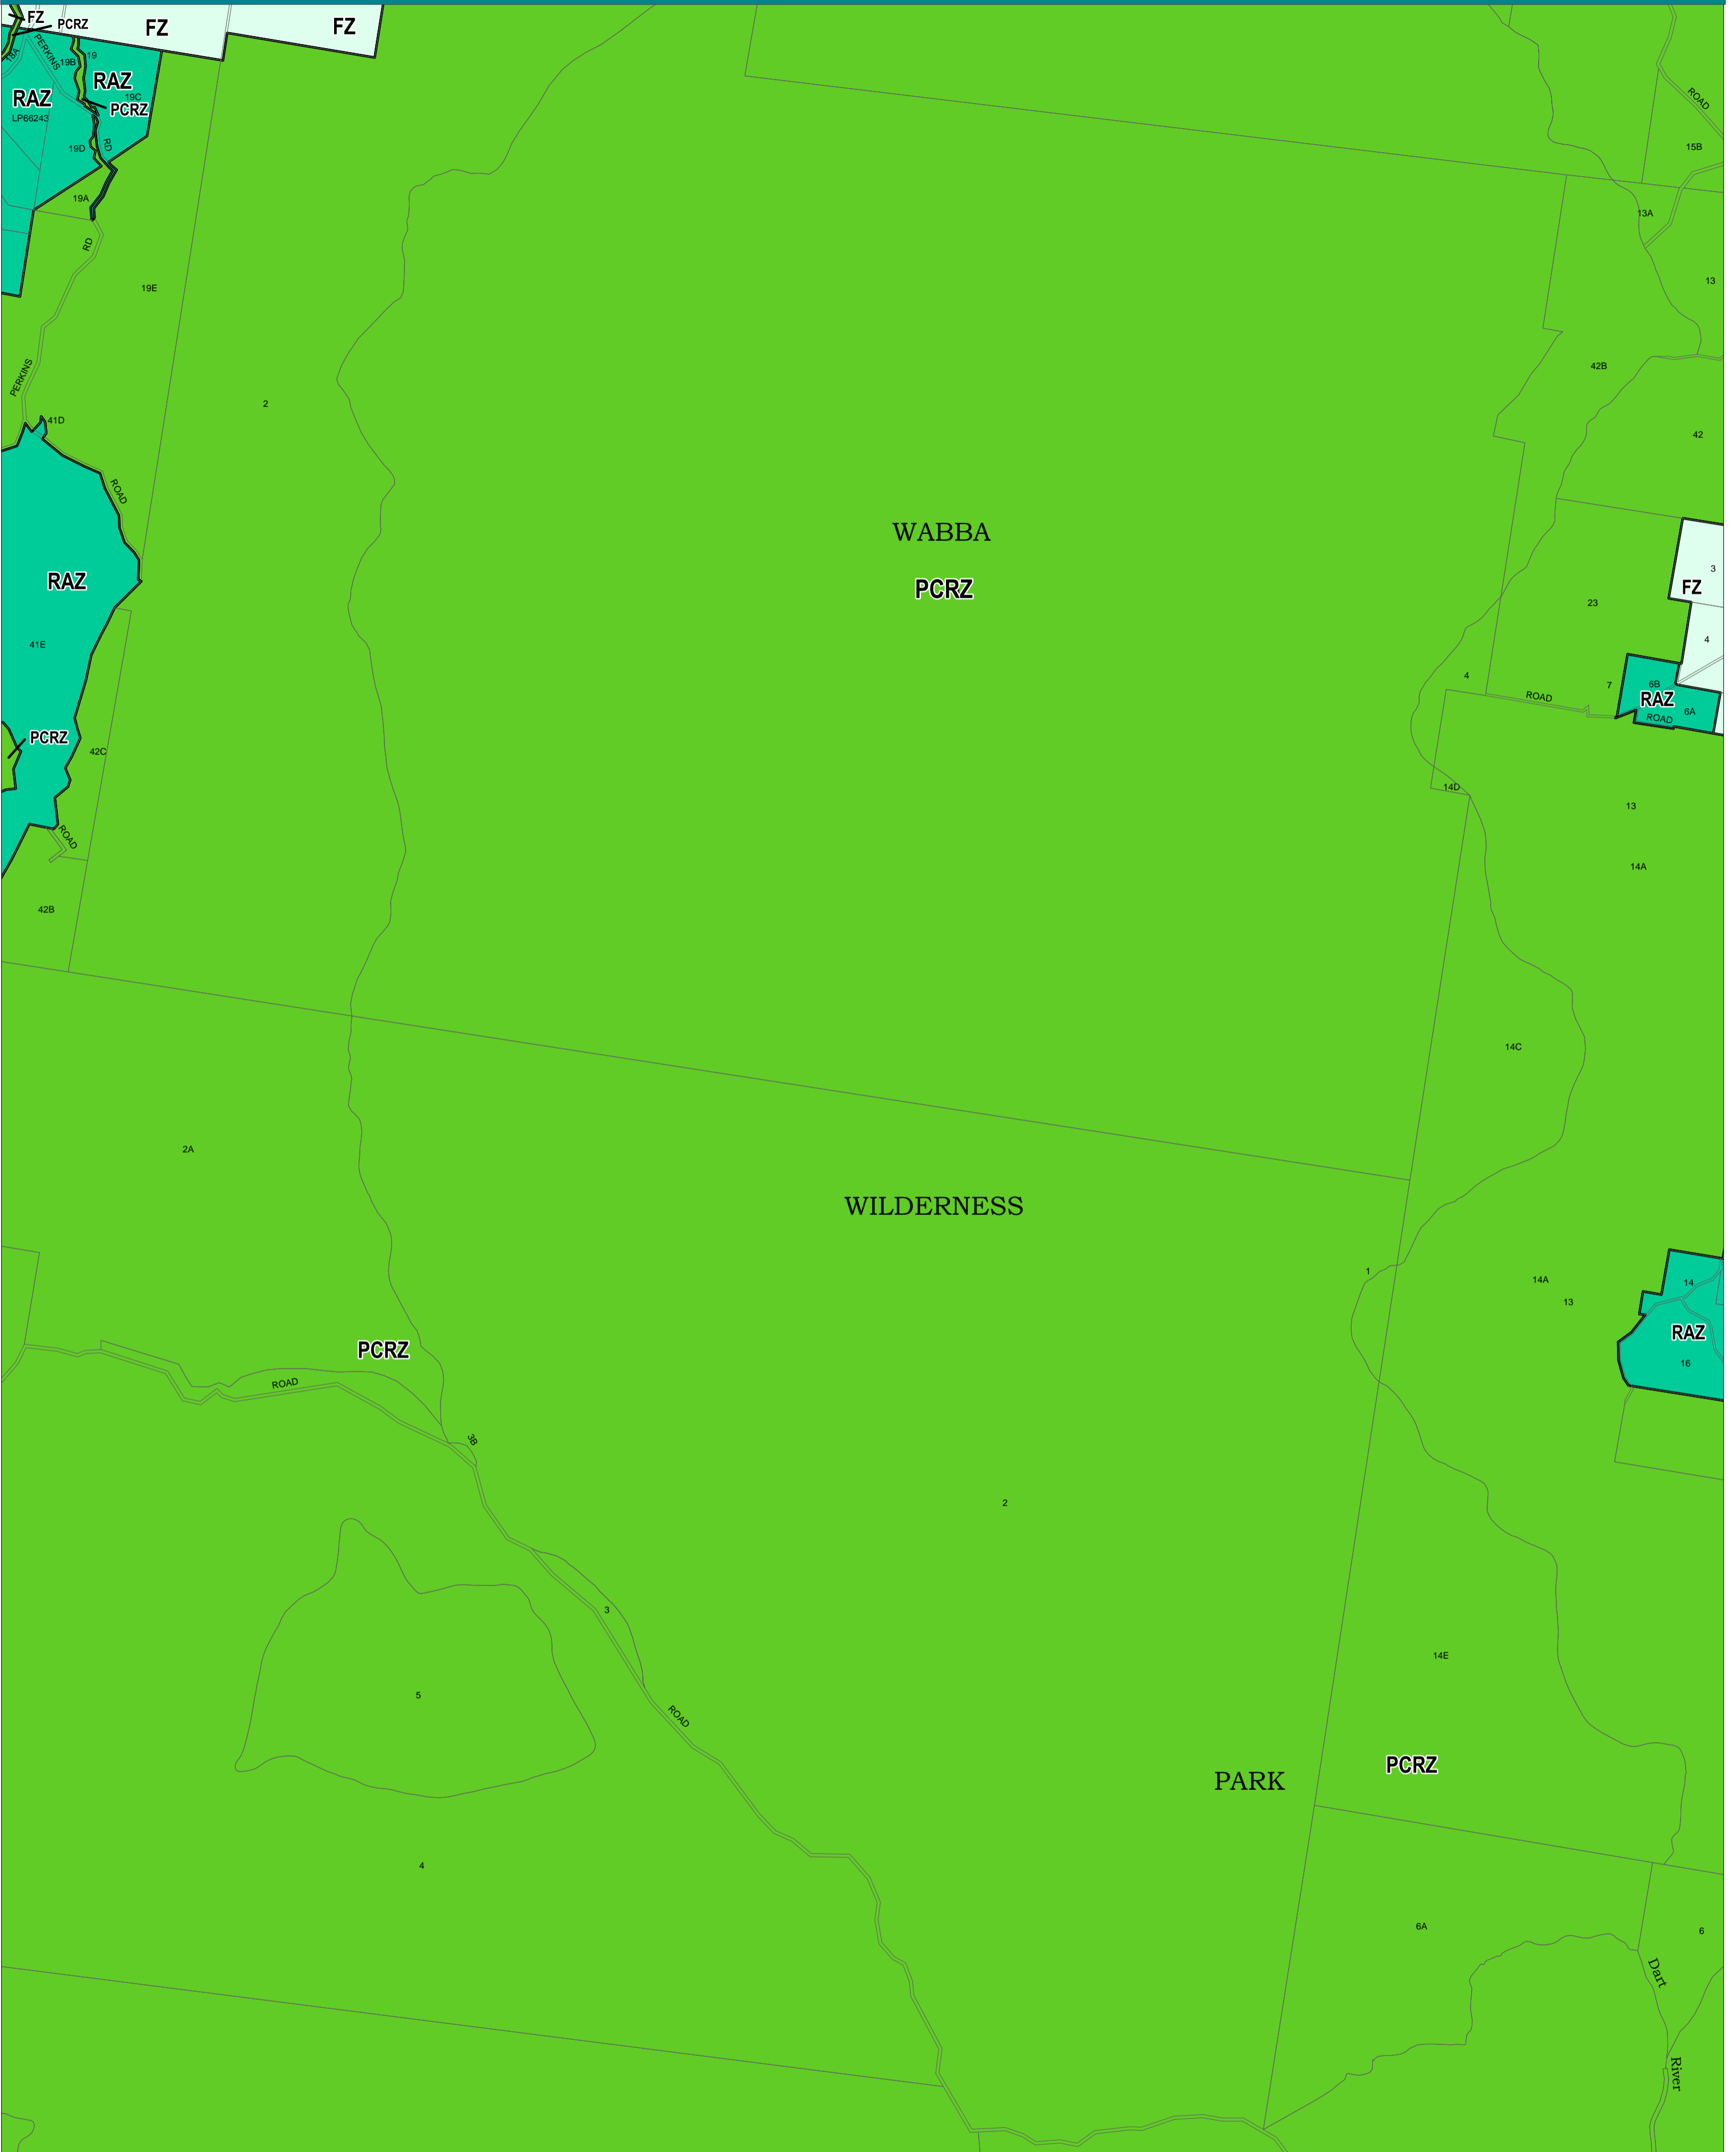 FZ
PCRZ
FZ
FZ
18A
PERKINS
19B
19
RAZ
19C
PCRZ
RAZ
LP66243
19D
RD
19A
RD
19E
ROAD
15B
13A
13
PERKINS
2
42B
41D
42
ROAD
WABBA
PCRZ
RAZ
3
FZ
23
41E
4
4
7
6B
ROAD
RAZ
6A
ROAD
PCRZ
42C
14D
13
ROAD
14A
42B
14C
2A
WILDERNESS
1
14A
14
13
PCRZ
RAZ
16
ROAD
3B
2
3
14E
5
ROAD
PCRZ
PARK
4
6A
6
Dart
River